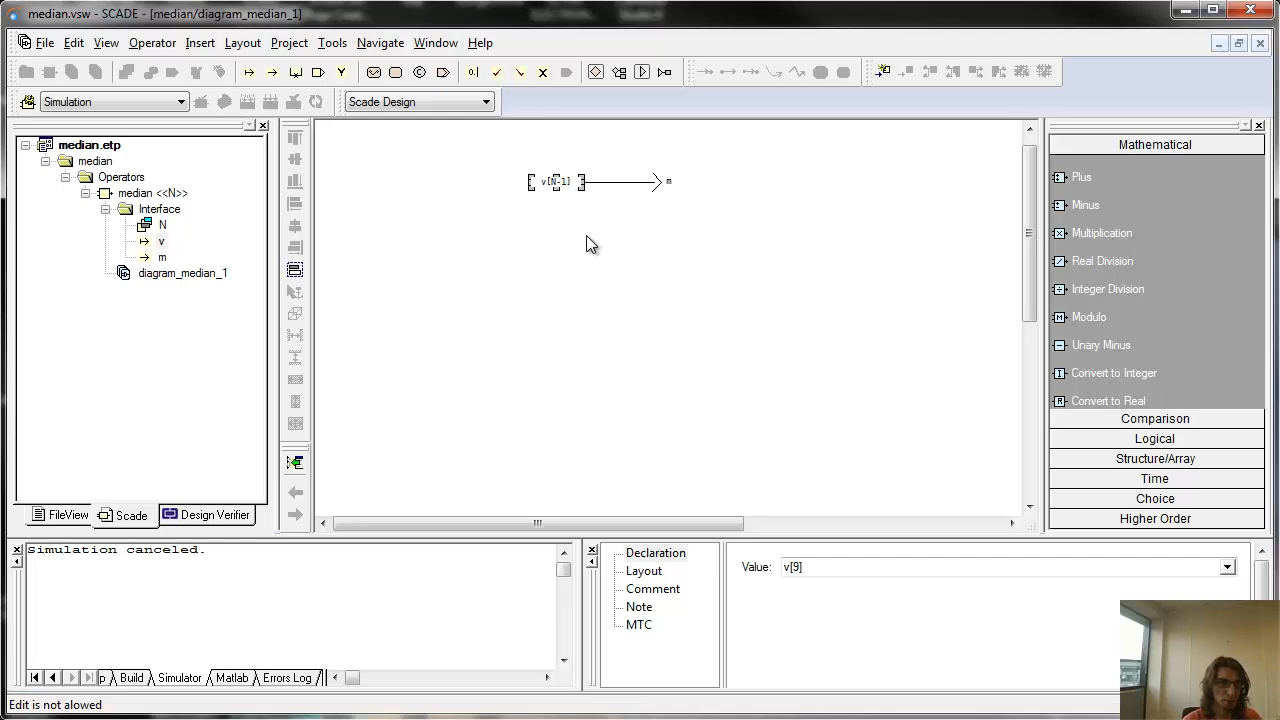 median.vsw - SCADE - [median/diagram_median_1]
File Edit View Operator Insert Layout Project Tools Navigate Window Help
Simulation Scade Design
median.etp
median
Operators
median <<N>>
Interface
N
v
m
diagram_median_1
FileView Scade Design Verifier
v[N-1] m
Mathematical
Plus
Minus
Multiplication
Real Division
Integer Division
Modulo
Unary Minus
Convert to Integer
Convert to Real
Comparison
Logical
Structure/Array
Time
Choice
Higher Order
Simulation canceled.
p Build Simulator Matlab Errors Log
Declaration
Layout
Comment
Note
MTC
Value: v[9]
Edit is not allowed